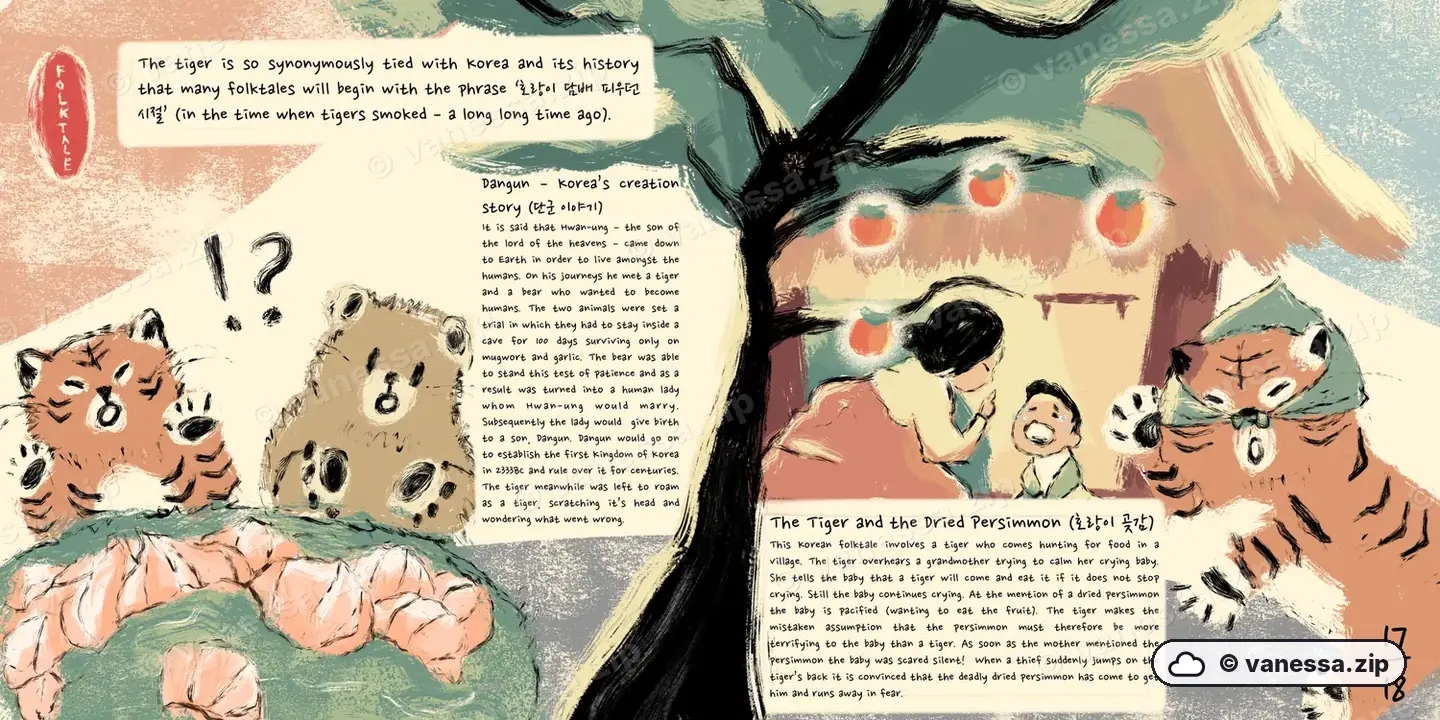 FOLKTALE
The tiger is so synonymously tied with Korea and its history
that many folktales will begin with the phrase ‘호랑이 담배 피우던
시절’ (in the time when tigers smoked - a long long time ago).
!?
Dangun - Korea's creation
story (단군 이야기)
It is said that Hwan-ung - the son of
the lord of the heavens - came down
to Earth in order to live amongst the
humans. On his journeys he met a tiger
and a bear who wanted to become
humans. The two animals were set a
trial in which they had to stay inside a
cave for 100 days surviving only on
mugwort and garlic. The bear was able
to stand this test of patience and as a
result was turned into a human lady
whom Hwan-ung would marry.
Subsequently the lady would give birth
to a son, Dangun. Dangun would go on
to establish the first Kingdom of Korea
in 2333BC and rule over it for centuries.
The tiger meanwhile was left to roam
as a tiger, scratching it's head and
wondering what went wrong.
The Tiger and the Dried Persimmon (호랑이 곶감)
This Korean folktale involves a tiger who comes hunting for food in a
village. The tiger overhears a grandmother trying to calm her crying baby.
She tells the baby that a tiger will come and eat it if it does not stop
crying. Still the baby continues crying. At the mention of a dried persimmon
the baby is pacified (wanting to eat the fruit). The tiger makes the
mistaken assumption that the persimmon must therefore be more
terrifying to the baby than a tiger. As soon as the mother mentioned the
persimmon the baby was scared silent! When a thief suddenly jumps on the
tiger's back it is convinced that the deadly dried persimmon has come to get
him and runs away in fear.
17
18
© vanessa.zip